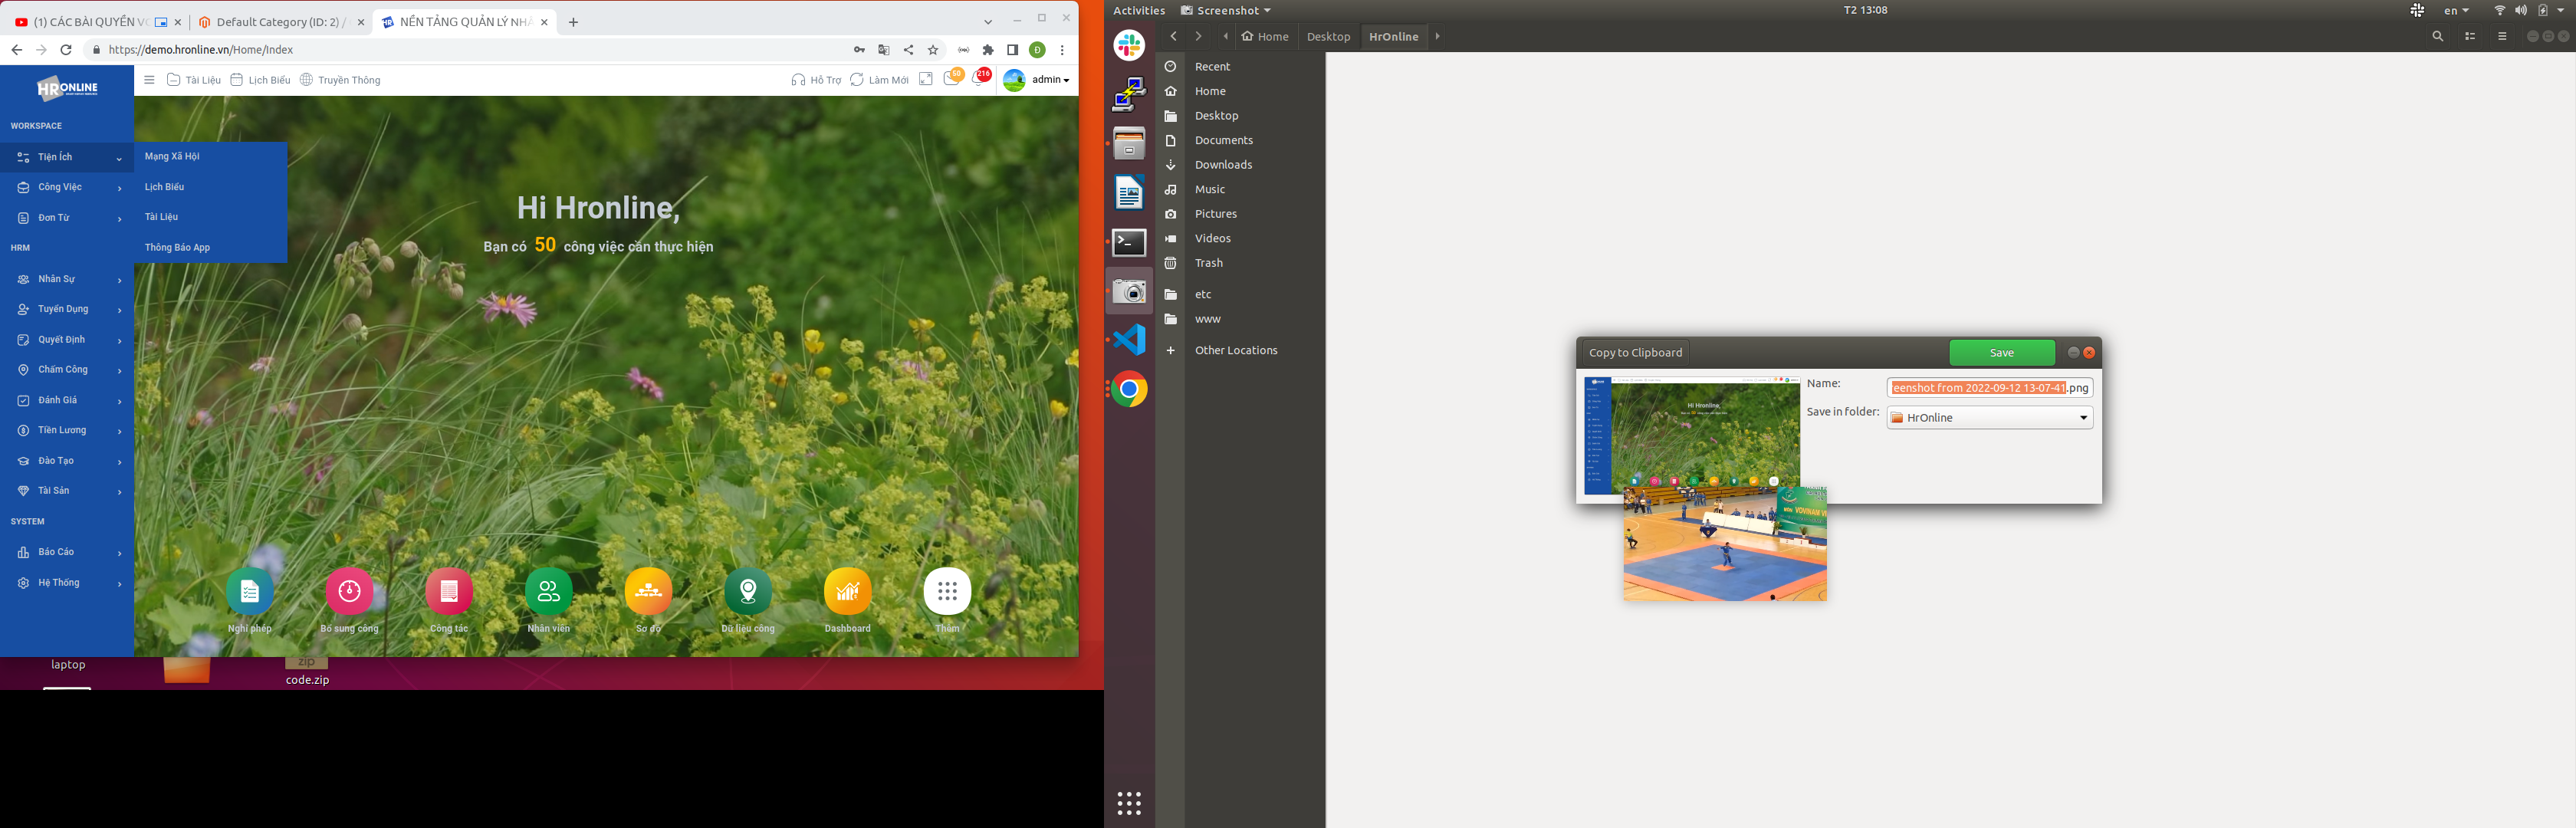 (1) CÁC BÀI QUYỀN VO
Default Category (ID: 2) /
NỀN TẢNG QUẢN LÝ NHÂ
https://demo.hronline.vn/Home/Index
Đ
HRONLINE
Tài Liệu
Lịch Biểu
Truyền Thông
Hỗ Trợ
Làm Mới
50
216
admin
WORKSPACE
Tiện Ích
Công Việc
Đơn Từ
HRM
Nhân Sự
Tuyển Dụng
Quyết Định
Chấm Công
Đánh Giá
Tiền Lương
Đào Tạo
Tài Sản
SYSTEM
Báo Cáo
Hệ Thống
Mạng Xã Hội
Lịch Biểu
Tài Liệu
Thông Báo App
Hi Hronline,
Bạn có 50 công việc cần thực hiện
Nghỉ phép
Bổ sung công
Công tác
Nhân viên
Sơ đồ
Dữ liệu công
Dashboard
Thêm
laptop
zip
code.zip
Activities
Screenshot
T2 13:08
en
Home
Desktop
HrOnline
Recent
Home
Desktop
Documents
Downloads
Music
Pictures
Videos
Trash
etc
www
Other Locations
Copy to Clipboard
Save
Name:
eenshot from 2022-09-12 13-07-41.png
Save in folder:
HrOnline
Hi Hronline,
MÔN VOVNAM V